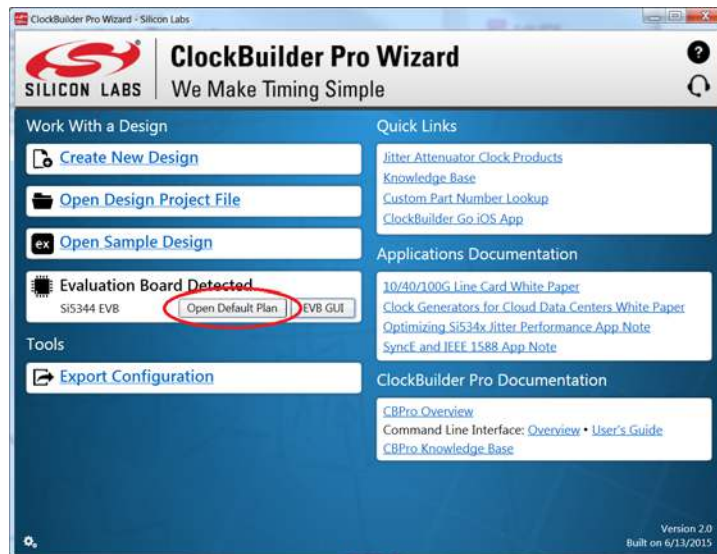 ClockBuilder Pro Wizard - Silicon Labs
SILICON LABS
ClockBuilder Pro Wizard
We Make Timing Simple
Work With a Design
Create New Design
Open Design Project File
ex
Open Sample Design
Evaluation Board Detected
Si5344 EVB
Open Default Plan
EVB GUI
Tools
Export Configuration
Quick Links
Jitter Attenuator Clock Products
Knowledge Base
Custom Part Number Lookup
ClockBuilder Go iOS App
Applications Documentation
10/40/100G Line Card White Paper
Clock Generators for Cloud Data Centers White Paper
Optimizing Si534x Jitter Performance App Note
SyncE and IEEE 1588 App Note
ClockBuilder Pro Documentation
CBPro Overview
Command Line Interface: Overview • User's Guide
CBPro Knowledge Base
Version 2.0
Built on 6/13/2015